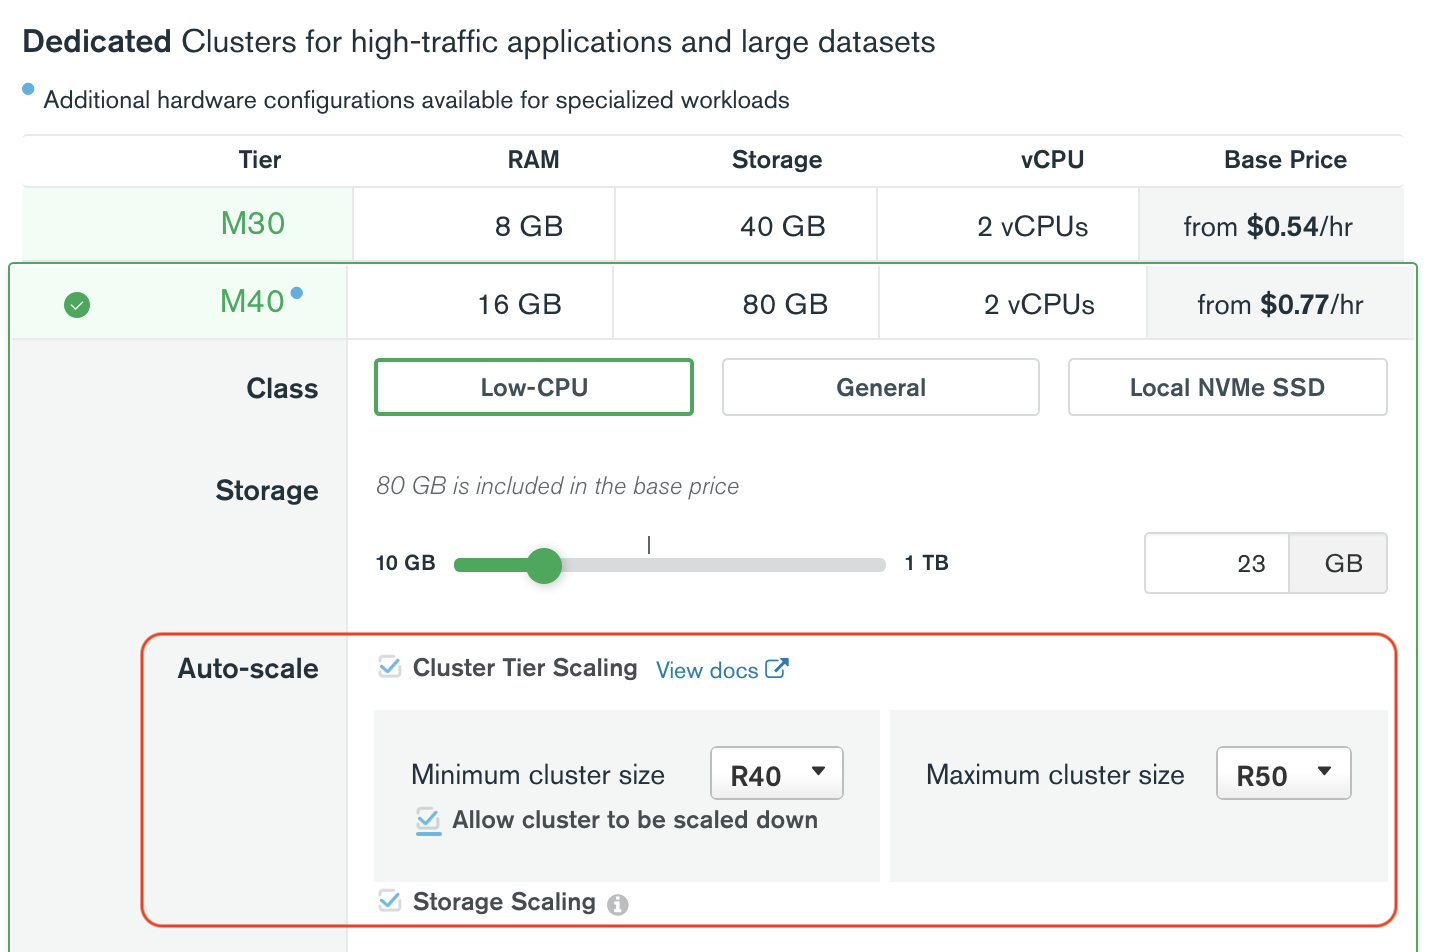 Dedicated Clusters for high-traffic applications and large datasets
Additional hardware configurations available for specialized workloads
Tier RAM Storage vCPU Base Price
M30 8 GB 40 GB 2 vCPUs from $0.54/hr
M40 16 GB 80 GB 2 vCPUs from $0.77/hr
Class Low-CPU General Local NVMe SSD
Storage 80 GB is included in the base price
10 GB 1 TB 23 GB
Auto-scale Cluster Tier Scaling View docs
Minimum cluster size R40 Maximum cluster size R50
Allow cluster to be scaled down
Storage Scaling